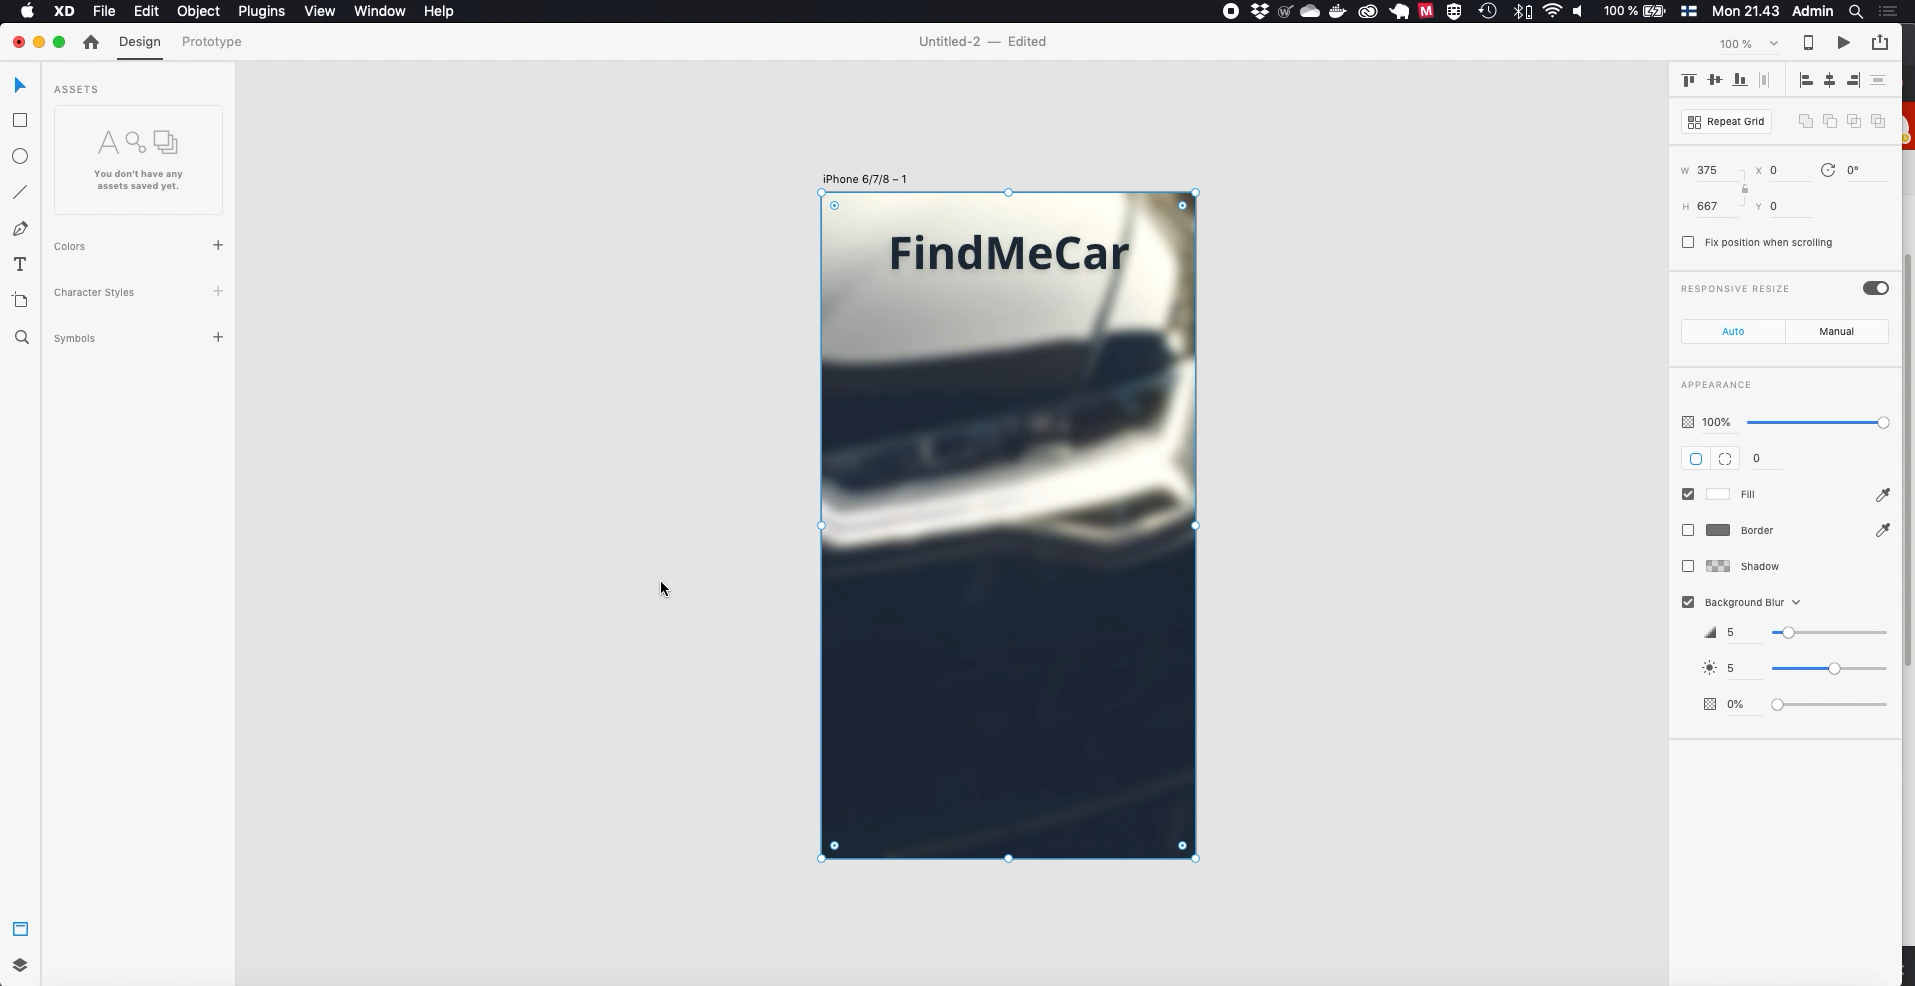 XD File Edit Object Plugins View Window Help
100 % Mon 21.43 Admin
Design Prototype Untitled-2 — Edited 100 %
ASSETS
You don't have any
assets saved yet.
Colors
Character Styles
Symbols
iPhone 6/7/8 – 1
FindMeCar
Repeat Grid
W 375 X 0 0°
H 667 Y 0
Fix position when scrolling
RESPONSIVE RESIZE
Auto Manual
APPEARANCE
100%
0
Fill
Border
Shadow
Background Blur
5
5
0%